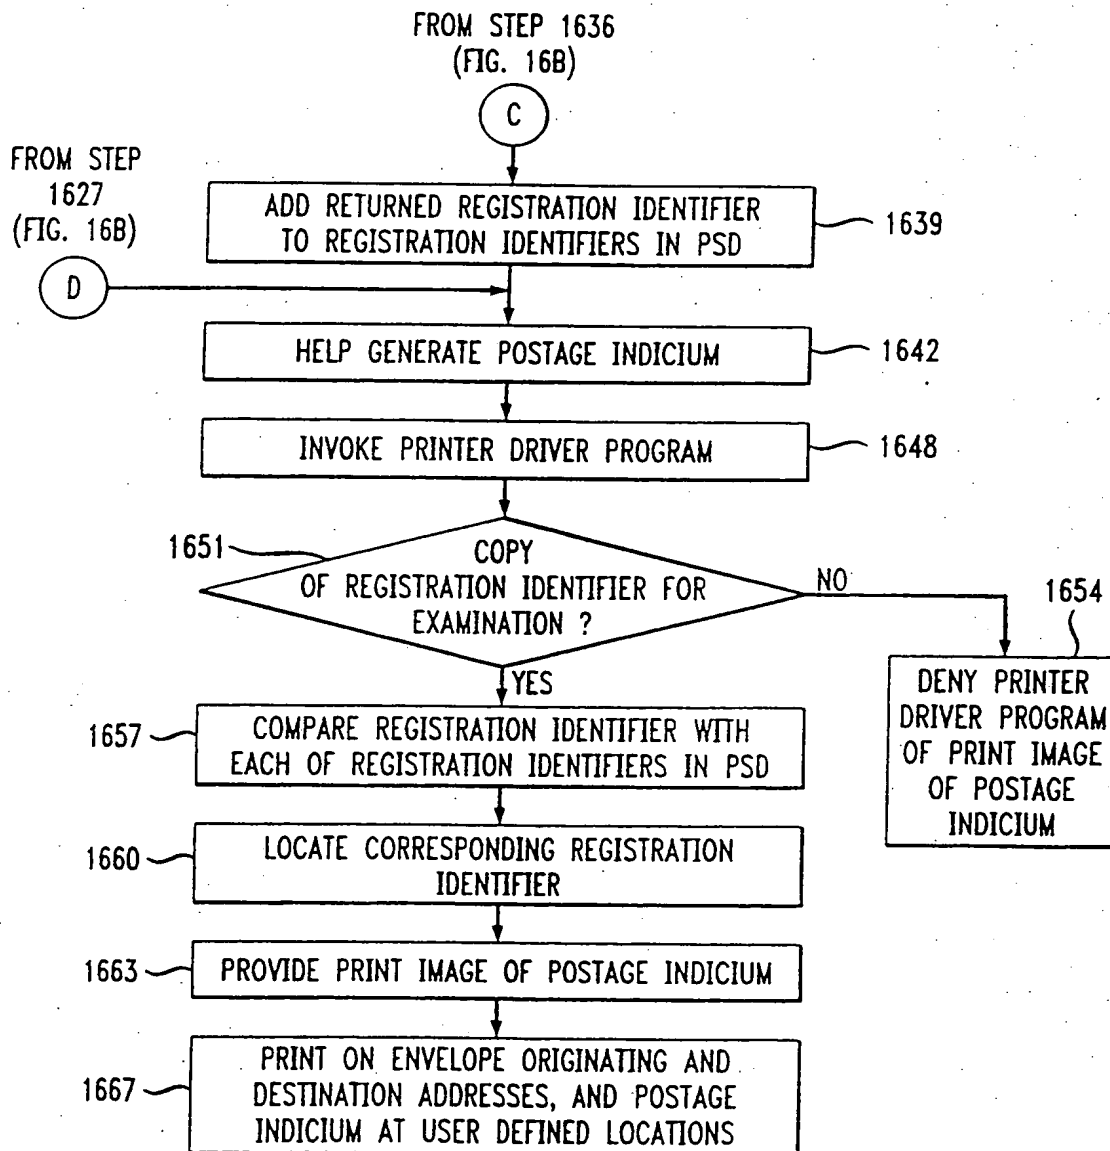 FROM STEP 1636
(FIG. 16B)
C
FROM STEP
1627
(FIG. 16B)
D
ADD RETURNED REGISTRATION IDENTIFIER
TO REGISTRATION IDENTIFIERS IN PSD
1639
HELP GENERATE POSTAGE INDICIUM
1642
INVOKE PRINTER DRIVER PROGRAM
1648
1651
COPY
OF REGISTRATION IDENTIFIER FOR
EXAMINATION ?
NO
1654
DENY PRINTER
DRIVER PROGRAM
OF PRINT IMAGE
OF POSTAGE
INDICIUM
YES
1657
COMPARE REGISTRATION IDENTIFIER WITH
EACH OF REGISTRATION IDENTIFIERS IN PSD
1660
LOCATE CORRESPONDING REGISTRATION
IDENTIFIER
1663
PROVIDE PRINT IMAGE OF POSTAGE INDICIUM
1667
PRINT ON ENVELOPE ORIGINATING AND
DESTINATION ADDRESSES, AND POSTAGE
INDICIUM AT USER DEFINED LOCATIONS